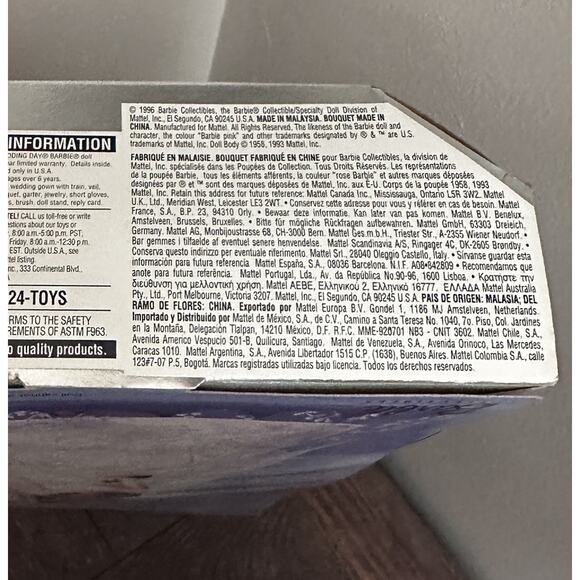 INFORMATION
DDING DAY® BARBIE® doll
ear limited warranty. Details inside.
d only in U.S.A.
ages over 6 years.
wedding gown with train, veil,
quet, garter, jewelry, short gloves,
s, brush, doll stand, reply card.
TEL! CALL us toll-free or write
estions about our toys or
8:00 a.m.-5:00 p.m. PST,
Friday, 8:00 a.m.-12:30 p.m.
EST. Outside U.S.A., see
tel listing.
nc., 333 Continental Blvd.,
A
24-TOYS
ORMS TO THE SAFETY
REMENTS OF ASTM F963.
o quality products.
© 1996 Barbie Collectibles, the Barbie® Collectible/Specialty Doll Division of
Mattel, Inc., El Segundo, CA 90245 U.S.A. MADE IN MALAYSIA. BOUQUET MADE IN
CHINA. Manufactured for Mattel. All Rights Reserved. The likeness of the Barbie doll and
character, the colour "Barbie pink" and other trademarks designated by ® & ™ are U.S.
trademarks of Mattel, Inc. Doll Body © 1958, 1993 Mattel, Inc.
FABRIQUÉ EN MALAISIE. BOUQUET FABRIQUÉ EN CHINE pour Barbie Collectibles, la division de
Mattel, Inc. spécialisée dans les Poupées de Collection. Tous Droits Réservés. Les représentations
de la poupée Barbie, tous les éléments afférents, la couleur "rose Barbie" et autres marques déposées
désignées par ® et ™ sont des marques déposées de Mattel, Inc. aux E.-U. Corps de la poupée 1958, 1993
Mattel, Inc. Retain this address for future reference: Mattel Canada Inc., Mississauga, Ontario L5R 3W2. Mattel
U.K., Ltd., Meridian West, Leicester LE3 2WT. • Conservez cette adresse pour vous y référer en cas de besoin. Mattel
France, S.A., B.P. 23, 94310 Orly. • Bewaar deze informatie. Kan later van pas komen. Mattel B.V. Benelux,
Amstelveen, Brussels, Bruxelles. • Bitte für mögliche Rückfragen aufbewahren. Mattel GmbH, 63303 Dreieich,
Germany. Mattel AG, Monbijoustrasse 68, CH-3000 Bern. Mattel Ges.m.b.H., Triester Str., A-2355 Wiener Neudorf. •
Bør gemmes i tilfælde af eventuel senere henvendelse. Mattel Scandinavia A/S, Ringager 4C, DK-2605 Brøndby. •
Conserva questo indirizzo per eventuale riferimento. Mattel Srl, 28040 Oleggio Castello, Italy. • Sírvanse guardar esta
información para futura referencia. Mattel España, S.A., 08036 Barcelona. N.I.F. A08-842809 • Recomendamos que
anote para futura referência. Mattel Portugal, Lda., Av. da República No. 90-96, 1600 Lisboa. • Κρατηστε την
διεύθυνση για μελλοντική χρήση. Mattel AEBE, Ελληνικού 2, Ελληνικό 16777, ΕΛΛΑΔΑ Mattel Australia
Pty., Ltd., Port Melbourne, Victoria 3207. Mattel, Inc., El Segundo, CA 90245 U.S.A. PAIS DE ORIGEN: MALASIA; DEL
RAMO DE FLORES: CHINA. Exportado por Mattel Europa B.V. Gondel 1, 1186 MJ Amstelveen, Netherlands.
Importado y Distribuido por Mattel de México, S.A., de C.V., Camino a Santa Teresa No. 1040, 7o. Piso, Col. Jardines
en la Montaña, Delegación Tlalpan, 14210 México, D.F. R.F.C. MME-920701 NB3 - CNT 3602. Mattel Chile, S.A.,
Avenida Americo Vespucio 501-B, Quilicura, Santiago. Mattel de Venezuela, S.A., Avenida Orinoco, Las Mercedes,
Caracas 1010. Mattel Argentina, S.A., Avenida Libertador 1515 C.P. (1638), Buenos Aires. Mattel Colombia S.A., calle
123#7-07 P.5, Bogotá. Marcas registradas utilizadas bajo licencia. Todos los derechos reservados.